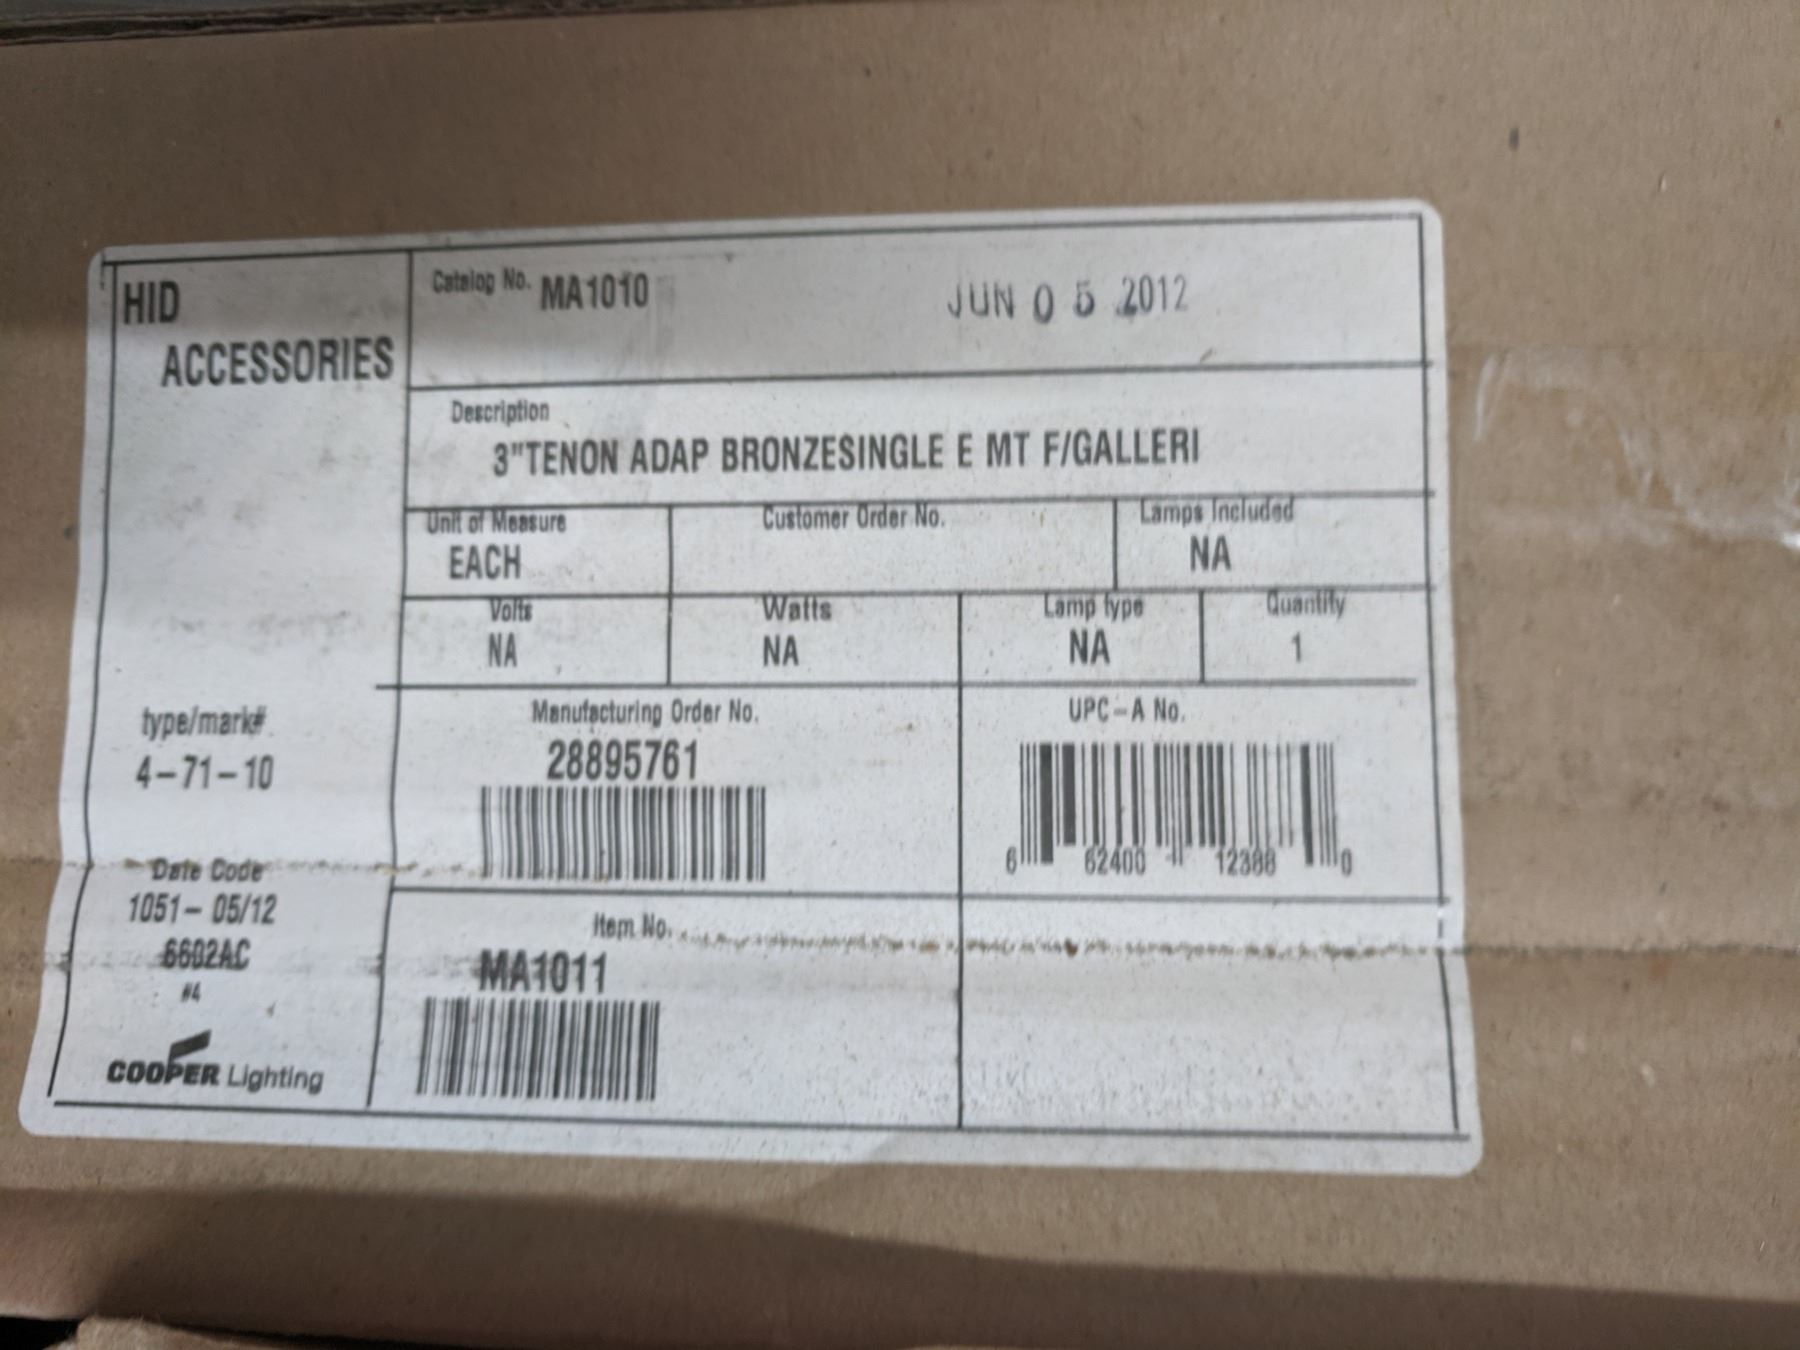 HID
ACCESSORIES
Catalog No. MA1010
JUN 05 2012
Description
3"TENON ADAP BRONZESINGLE E MT F/GALLERI
Unit of Measure
EACH
Customer Order No.
Lamps Included
NA
Volts
NA
Watts
NA
Lamp type
NA
Quantity
1
type/mark#
4-71-10
Manufacturing Order No.
28895761
UPC-A No.
6 62400 12388 0
Date Code
1051- 05/12
6602AC
#4
Item No.
MA1011
COOPER Lighting